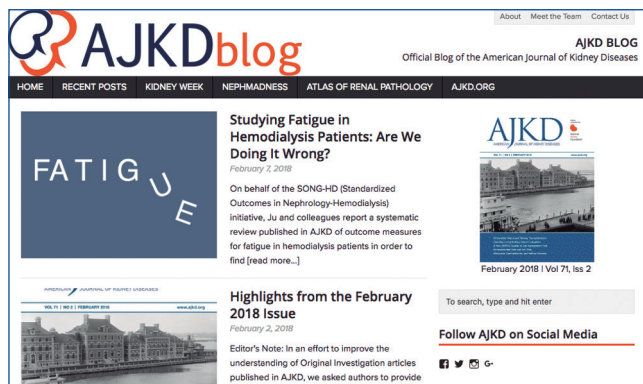 About Meet the Team Contact Us
AJKDblog
AJKD BLOG
Official Blog of the American Journal of Kidney Diseases
HOME RECENT POSTS KIDNEY WEEK NEPHMADNESS ATLAS OF RENAL PATHOLOGY AJKD.ORG
FATIGUE
Studying Fatigue in
Hemodialysis Patients: Are We
Doing It Wrong?
February 7, 2018
On behalf of the SONG-HD (Standardized
Outcomes in Nephrology-Hemodialysis)
initiative, Ju and colleagues report a systematic
review published in AJKD of outcome measures
for fatigue in hemodialysis patients in order to
find [read more...]
AJKD
AMERICAN JOURNAL OF KIDNEY DISEASES
February 2018 | Vol 71, Iss 2
AMERICAN JOURNAL OF KIDNEY DISEASES
VOL 71 | NO 2 | FEBRUARY 2018 www.ajkd.org
Highlights from the February
2018 Issue
February 2, 2018
Editor's Note: In an effort to improve the
understanding of Original Investigation articles
published in AJKD, we asked authors to provide
To search, type and hit enter
Follow AJKD on Social Media